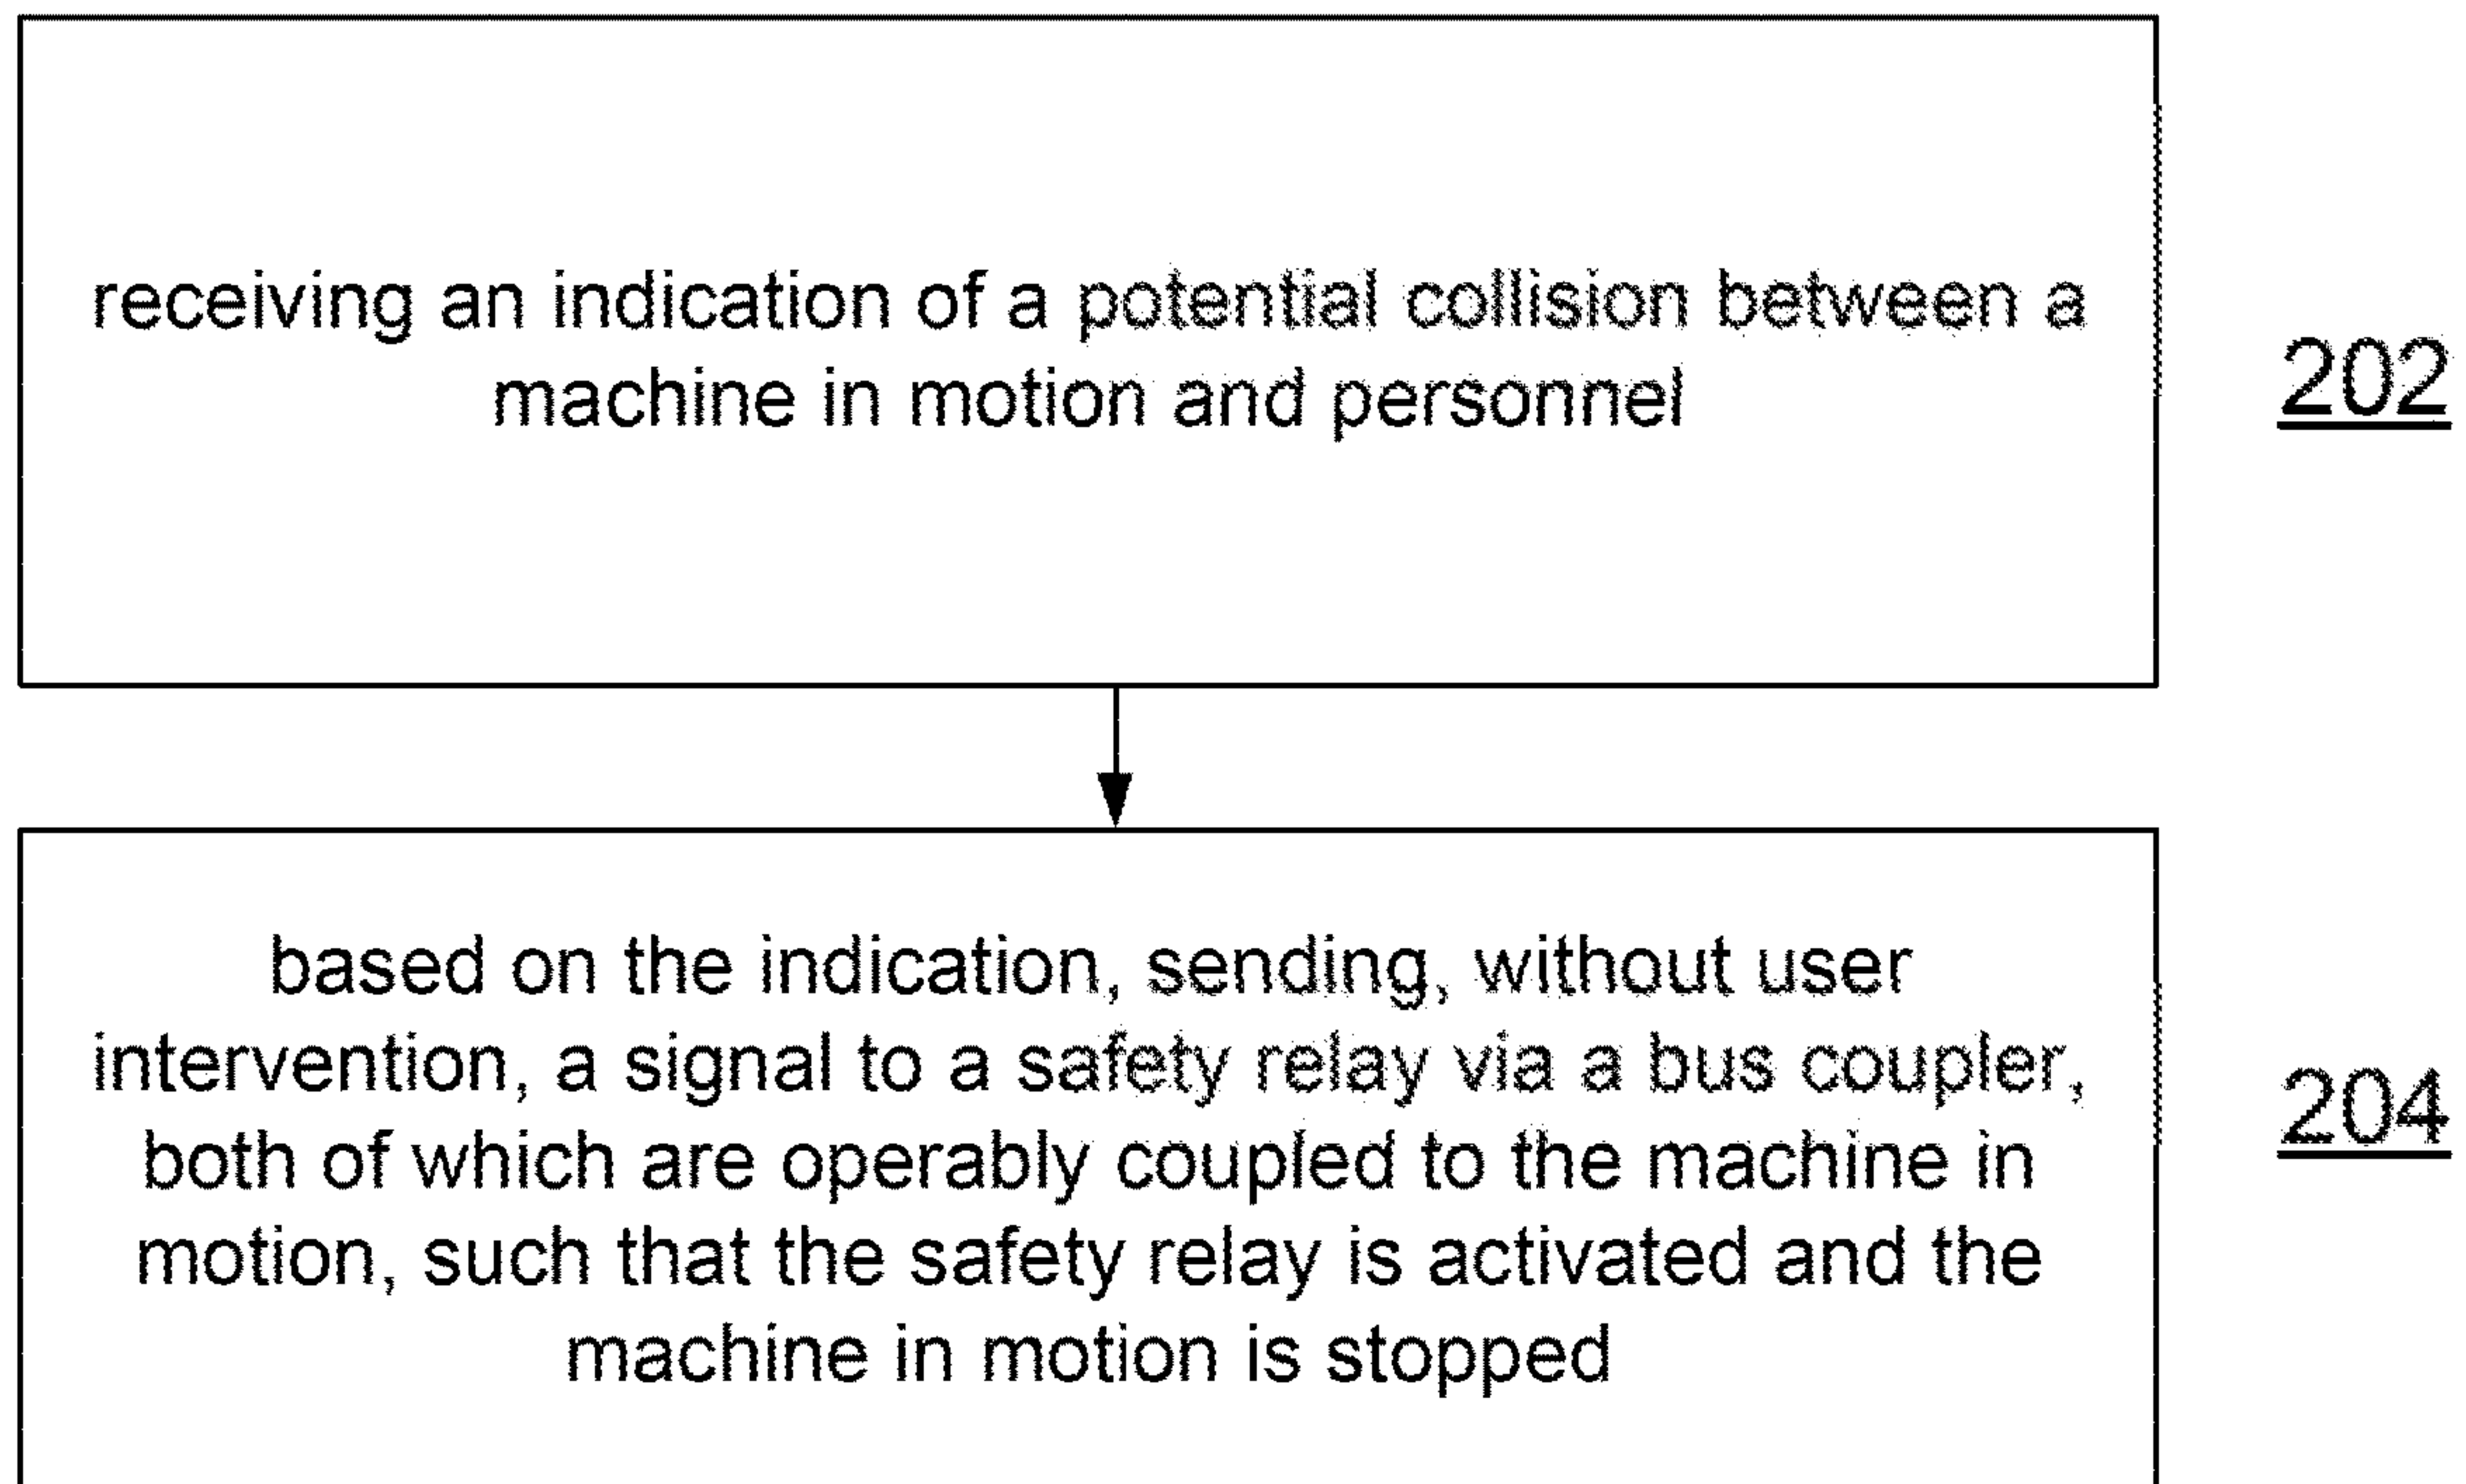 receiving an indication of a potential collision between a
machine in motion and personnel
202
based on the indication, sending, without user
intervention, a signal to a safety relay via a bus coupler,
both of which are operably coupled to the machine in
motion, such that the safety relay is activated and the
machine in motion is stopped
204